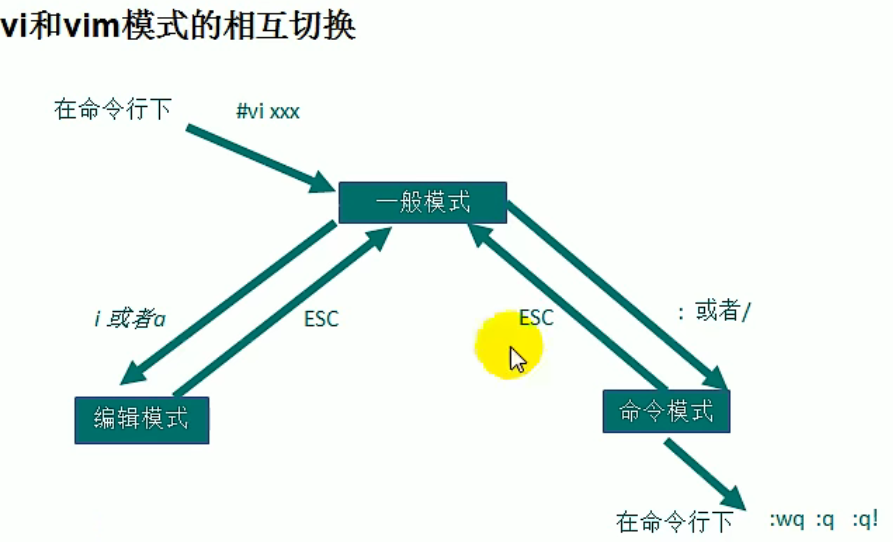 vi和vim模式的相互切换
在命令行下 #vi xxx
一般模式
i 或者a ESC ESC : 或者/
编辑模式 命令模式
在命令行下 :wq :q :q!